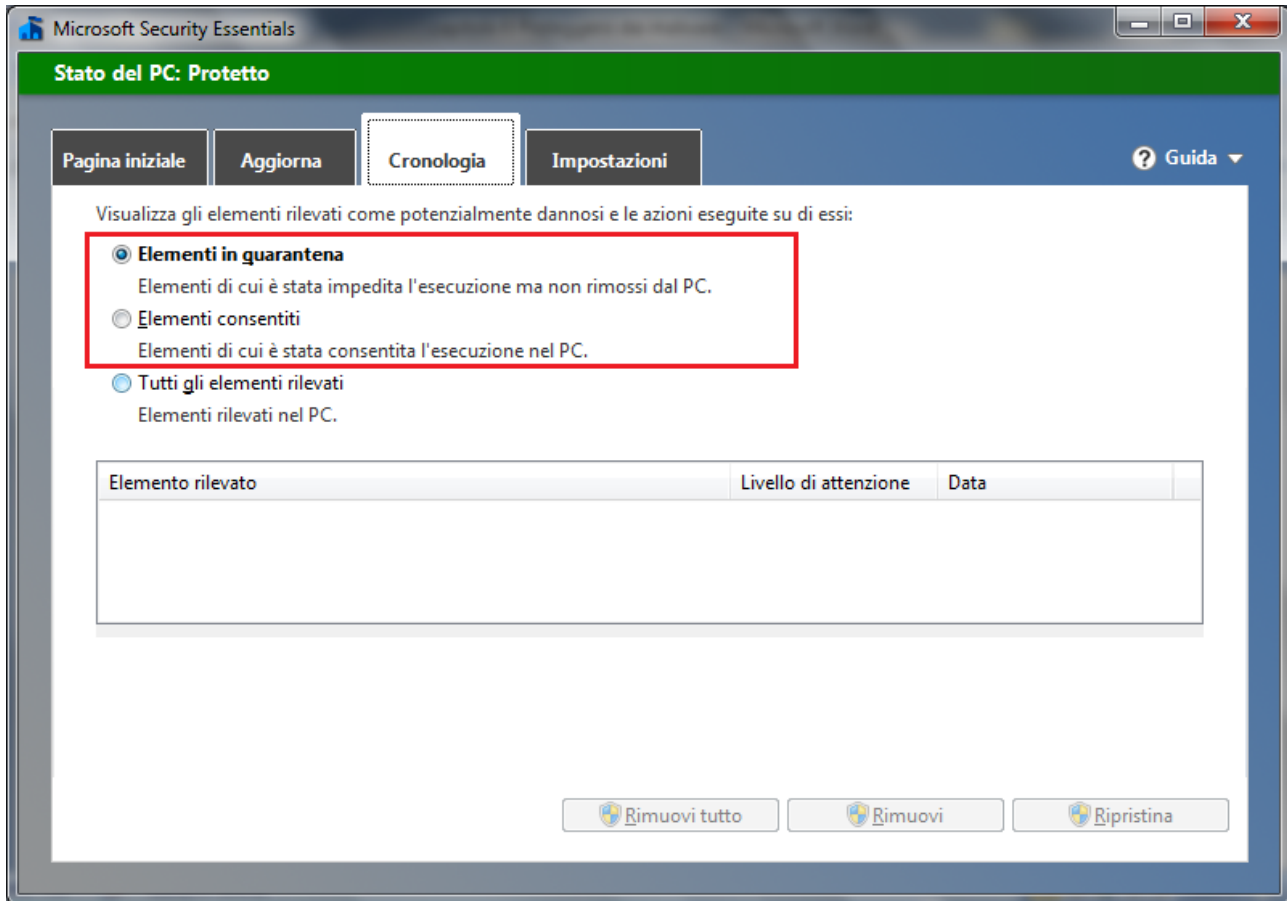 Microsoft Security Essentials
Stato del PC: Protetto
Pagina iniziale Aggiorna Cronologia Impostazioni ? Guida
Visualizza gli elementi rilevati come potenzialmente dannosi e le azioni eseguite su di essi:
Elementi in quarantena
Elementi di cui è stata impedita l'esecuzione ma non rimossi dal PC.
Elementi consentiti
Elementi di cui è stata consentita l'esecuzione nel PC.
Tutti gli elementi rilevati
Elementi rilevati nel PC.
Elemento rilevato Livello di attenzione Data
Rimuovi tutto Rimuovi Ripristina